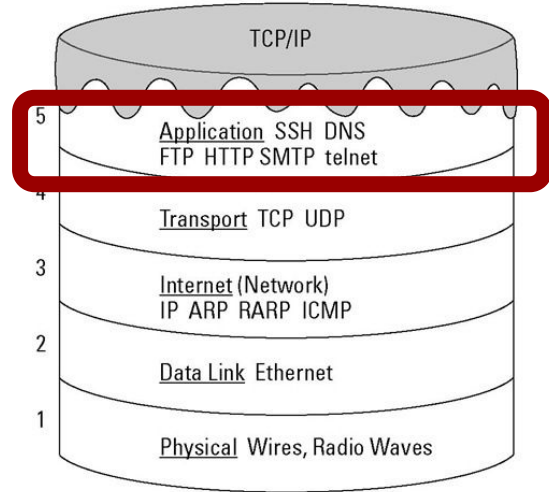 TCP/IP
5
Application SSH DNS
FTP HTTP SMTP telnet
4
Transport TCP UDP
3
Internet (Network)
IP ARP RARP ICMP
2
Data Link Ethernet
1
Physical Wires, Radio Waves